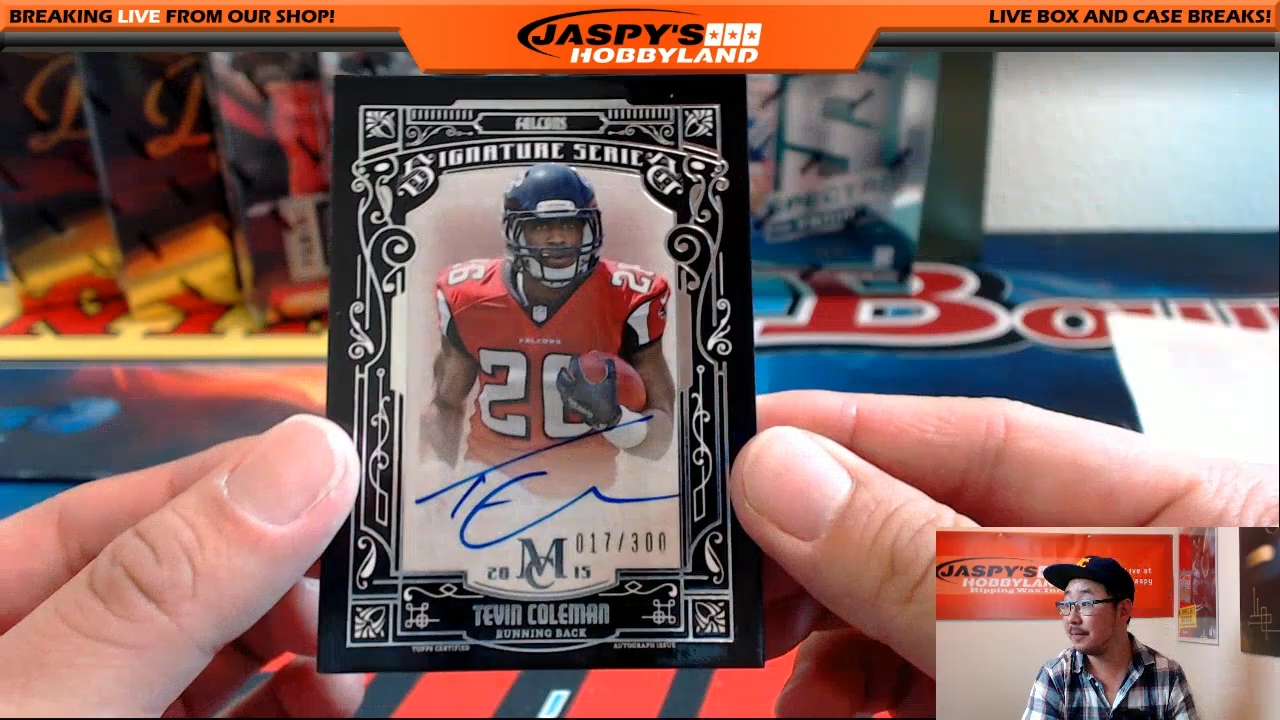 BREAKING LIVE FROM OUR SHOP!
JASPY'S
HOBBYLAND
LIVE BOX AND CASE BREAKS!
FALCONS
SIGNATURE SERIES
26
FALCONS
26
017/300
20 MC 15
TEVIN COLEMAN
RUNNING BACK
TOPPS CERTIFIED
AUTOGRAPH ISSUE
JASPY'S
HOBBYLAND
Ripping Wax